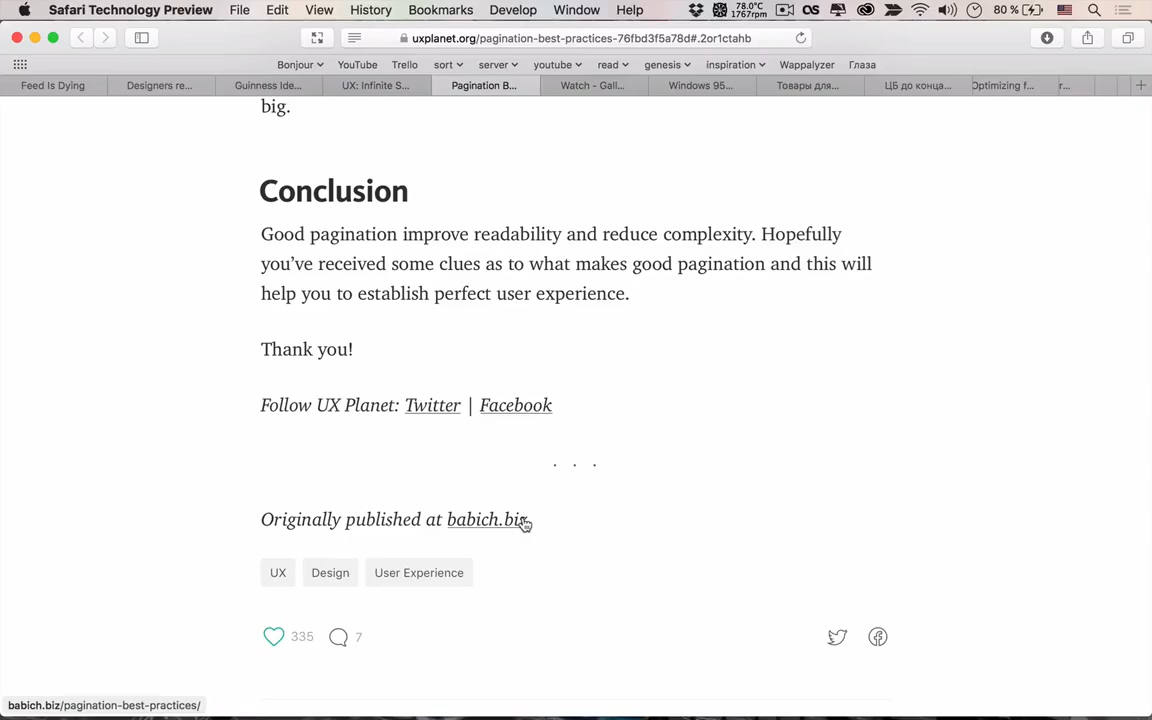 Safari Technology Preview File Edit View History Bookmarks Develop Window Help 78.0°C 1767rpm 80 %
uxplanet.org/pagination-best-practices-76fbd3f5a78d#.2or1ctahb
Bonjour YouTube Trello sort server youtube read genesis inspiration Wappalyzer Глаза
Feed Is Dying Designers re... Guinness Ide... UX: Infinite S... Pagination B... Watch - Gall... Windows 95... Товары для... ЦБ до конца... Optimizing f... r...
big.
Conclusion
Good pagination improve readability and reduce complexity. Hopefully
you’ve received some clues as to what makes good pagination and this will
help you to establish perfect user experience.
Thank you!
Follow UX Planet: Twitter | Facebook
. . .
Originally published at babich.biz
UX Design User Experience
335 7
babich.biz/pagination-best-practices/